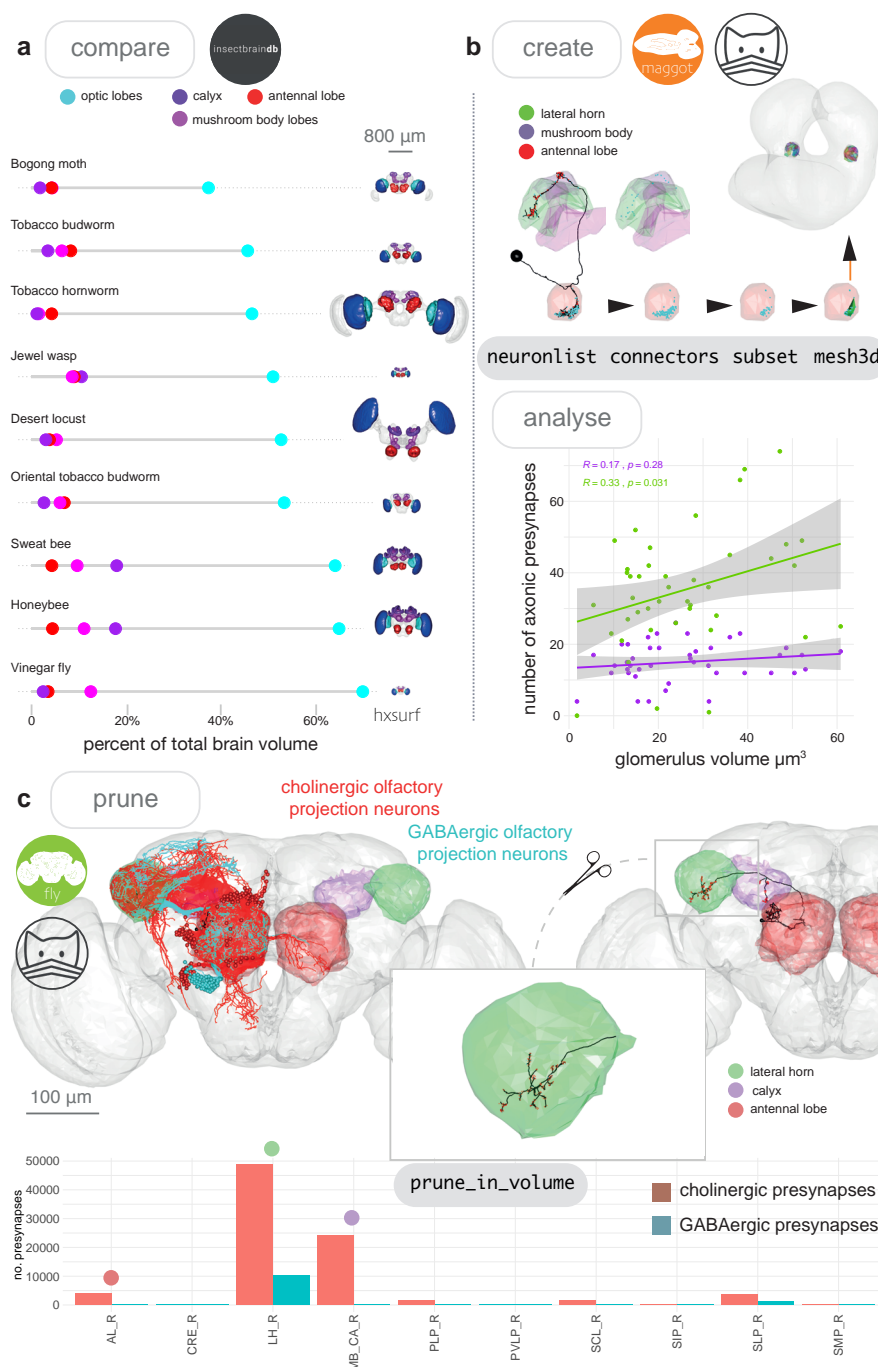 a compare insectbraindb
optic lobes calyx antennal lobe
mushroom body lobes
800 µm
Bogong moth
Tobacco budworm
Tobacco hornworm
Jewel wasp
Desert locust
Oriental tobacco budworm
Sweat bee
Honeybee
Vinegar fly
hxsurf
0 20% 40% 60%
percent of total brain volume
b create maggot
lateral horn
mushroom body
antennal lobe
neuronlist connectors subset mesh3d
analyse
R = 0.17 , p = 0.28
R = 0.33 , p = 0.031
number of axonic presynapses
60
40
20
0
0 20 40 60
glomerulus volume µm³
c prune
cholinergic olfactory
projection neurons
GABAergic olfactory
projection neurons
fly
100 µm
lateral horn
calyx
antennal lobe
prune_in_volume
cholinergic presynapses
GABAergic presynapses
no. presynapses
50000
40000
30000
20000
10000
0
AL_R
CRE_R
LH_R
MB_CA_R
PLP_R
PVLP_R
SCL_R
SIP_R
SLP_R
SMP_R